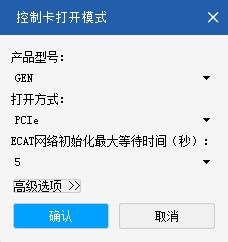 控制卡打开模式
产品型号：
GEN
打开方式：
PCIe
ECAT网络初始化最大等待时间（秒）：
5
高级选项 >>
确认
取消